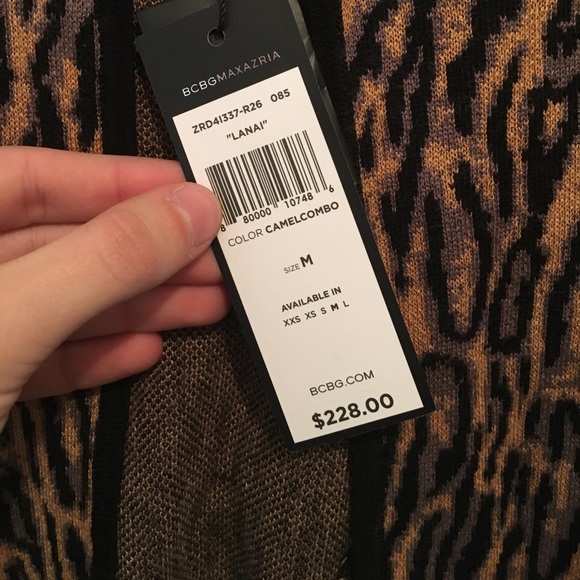 BCBGMAXAZRIA
ZRD41337-R26 085
"LANAI"
8 80000 10748 6
COLOR CAMELCOMBO
SIZE M
AVAILABLE IN
XXS XS S M L
BCBG.COM
$228.00